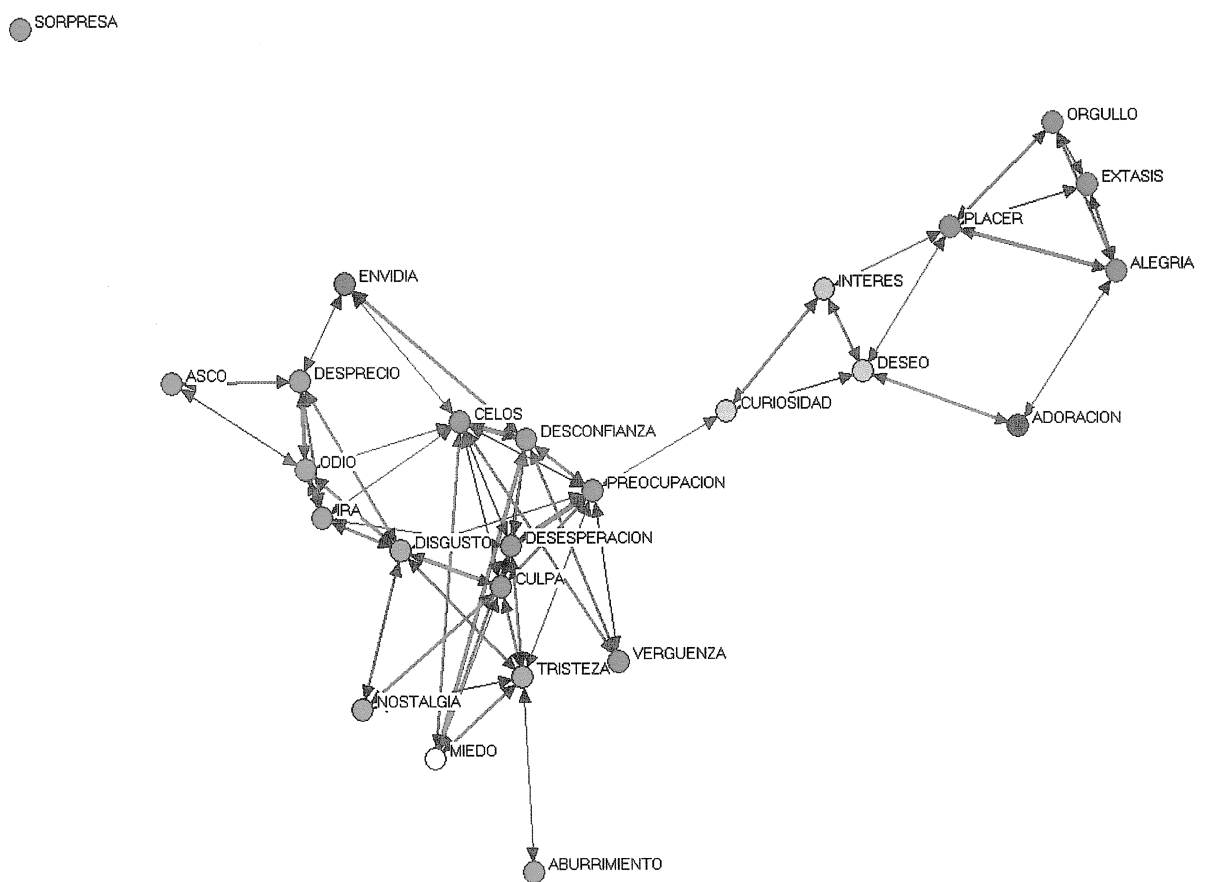 SORPRESA
ORGULLO
EXTASIS
PLACER
ALEGRIA
ENVIDIA
INTERES
DESEO
ASCO
DESPRECIO
CURIOSIDAD
CELOS
ADORACION
DESCONFIANZA
ODIO
PREOCUPACION
IRA
DISGUSTO
DESESPERACION
CULPA
VERGUENZA
TRISTEZA
NOSTALGIA
MIEDO
ABURRIMIENTO